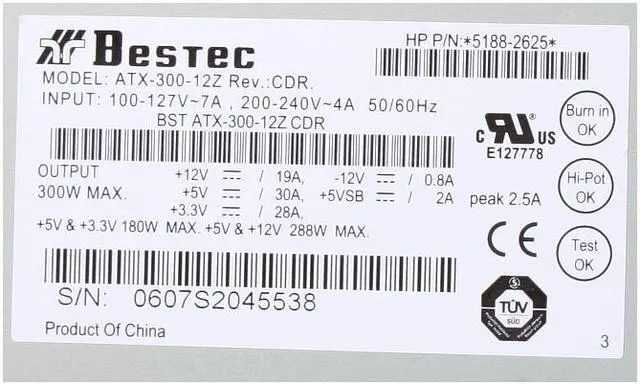 BESTEC
HP P/N:*5188-2625*
MODEL: ATX-300-12Z Rev.:CDR.
INPUT: 100-127V~7A , 200-240V~4A 50/60Hz
BST ATX-300-12Z CDR
Burn in
OK
C UR US
E127778
OUTPUT +12V / 19A, -12V / 0.8A
300W MAX. +5V / 30A, +5VSB / 2A peak 2.5A
+3.3V / 28A,
Hi-Pot
OK
+5V & +3.3V 180W MAX. +5V & +12V 288W MAX.
CE
Test
OK
S/N: 0607S2045538
TÜV
SÜD
Product Of China
3